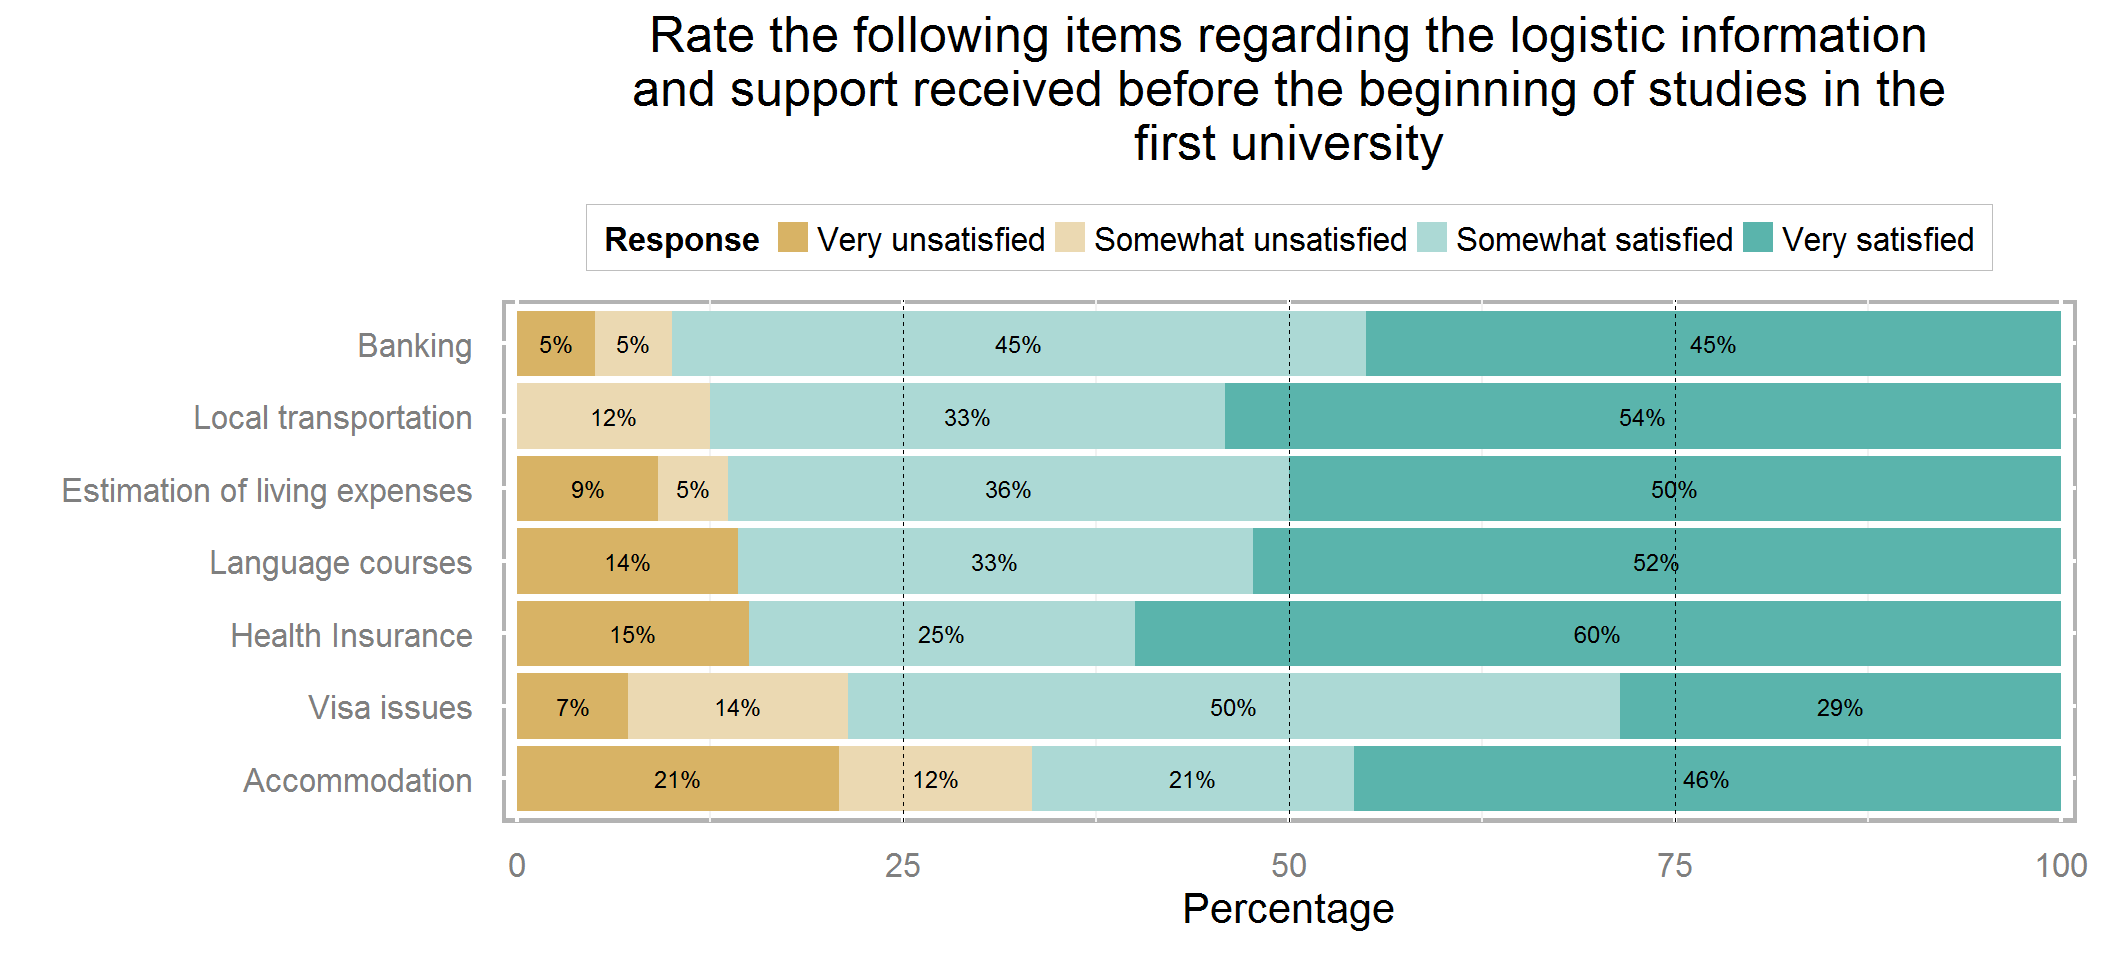 Rate the following items regarding the logistic information
and support received before the beginning of studies in the
first university
Response Very unsatisfied Somewhat unsatisfied Somewhat satisfied Very satisfied
Banking 5% 5% 45% 45%
Local transportation 12% 33% 54%
Estimation of living expenses 9% 5% 36% 50%
Language courses 14% 33% 52%
Health Insurance 15% 25% 60%
Visa issues 7% 14% 50% 29%
Accommodation 21% 12% 21% 46%
0 25 50 75 100
Percentage